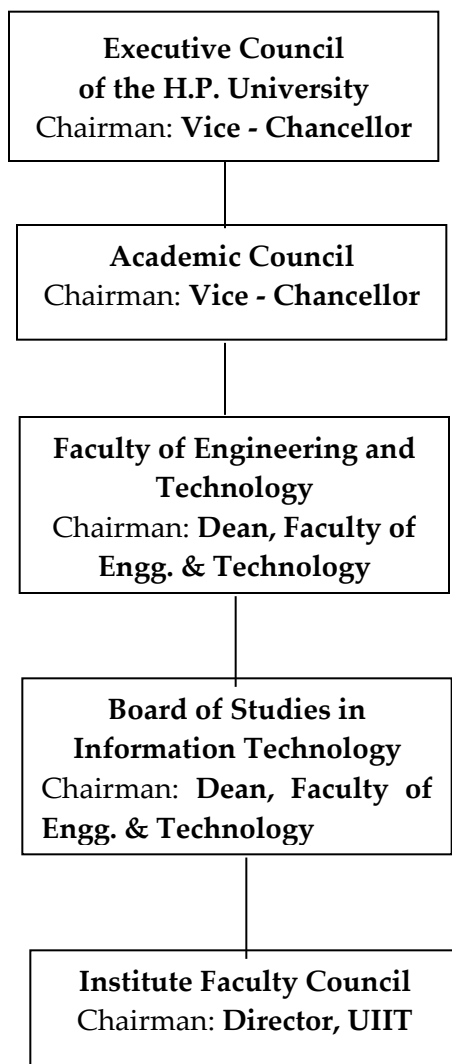 Executive Council
of the H.P. University
Chairman: Vice - Chancellor
Academic Council
Chairman: Vice - Chancellor
Faculty of Engineering and
Technology
Chairman: Dean, Faculty of
Engg. & Technology
Board of Studies in
Information Technology
Chairman: Dean, Faculty of
Engg. & Technology
Institute Faculty Council
Chairman: Director, UIIT